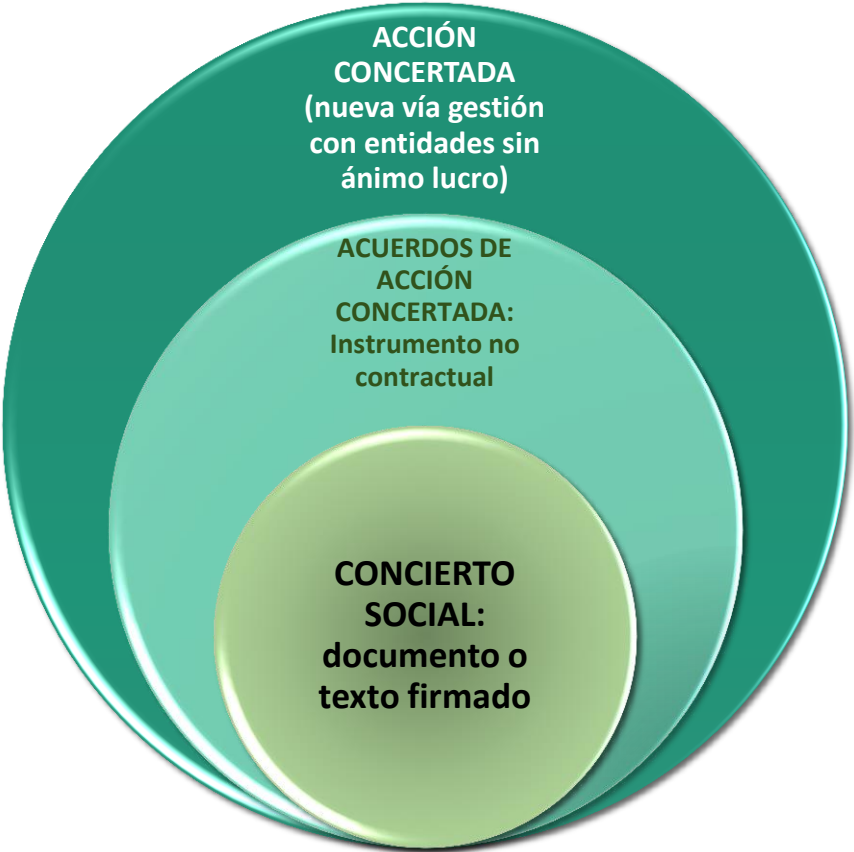 ACCIÓN
CONCERTADA
(nueva vía gestión
con entidades sin
ánimo lucro)
ACUERDOS DE
ACCIÓN
CONCERTADA:
Instrumento no
contractual
CONCIERTO
SOCIAL:
documento o
texto firmado